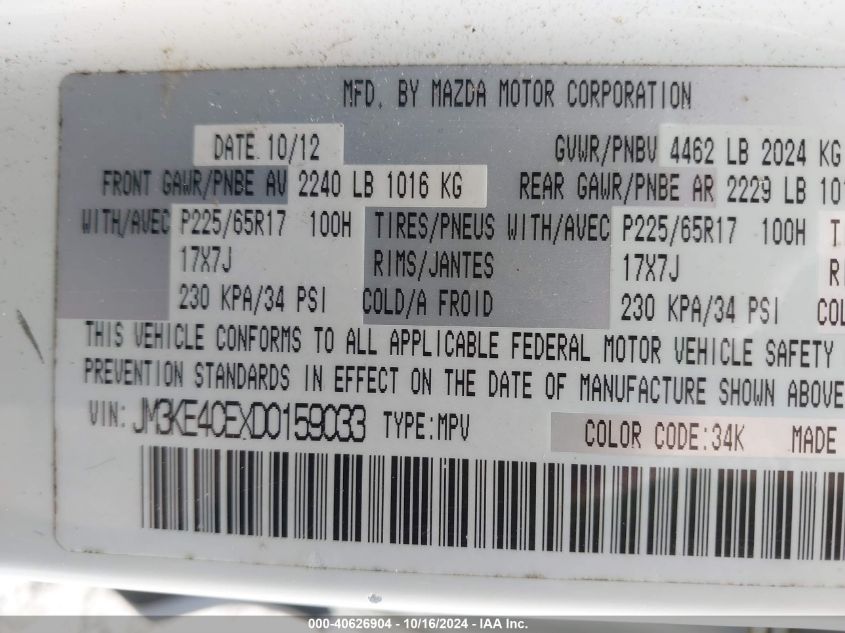 MFD. BY MAZDA MOTOR CORPORATION
DATE 10/12 GVWR/PNBV 4462 LB 2024 KG
FRONT GAWR/PNBE AV 2240 LB 1016 KG REAR GAWR/PNBE AR 2229 LB 101
WITH/AVEC P225/65R17 100H TIRES/PNEUS WITH/AVEC P225/65R17 100H T
17X7J RIMS/JANTES 17X7J RI
230 KPA/34 PSI COLD/A FROID 230 KPA/34 PSI COL
THIS VEHICLE CONFORMS TO ALL APPLICABLE FEDERAL MOTOR VEHICLE SAFETY
PREVENTION STANDARDS IN EFFECT ON THE DATE OF MANUFACTURE SHOWN ABOVE
VIN: JM3KE4CEXD0159033 TYPE:MPV COLOR CODE:34K MADE
000-40626904 - 10/16/2024 - IAA Inc.